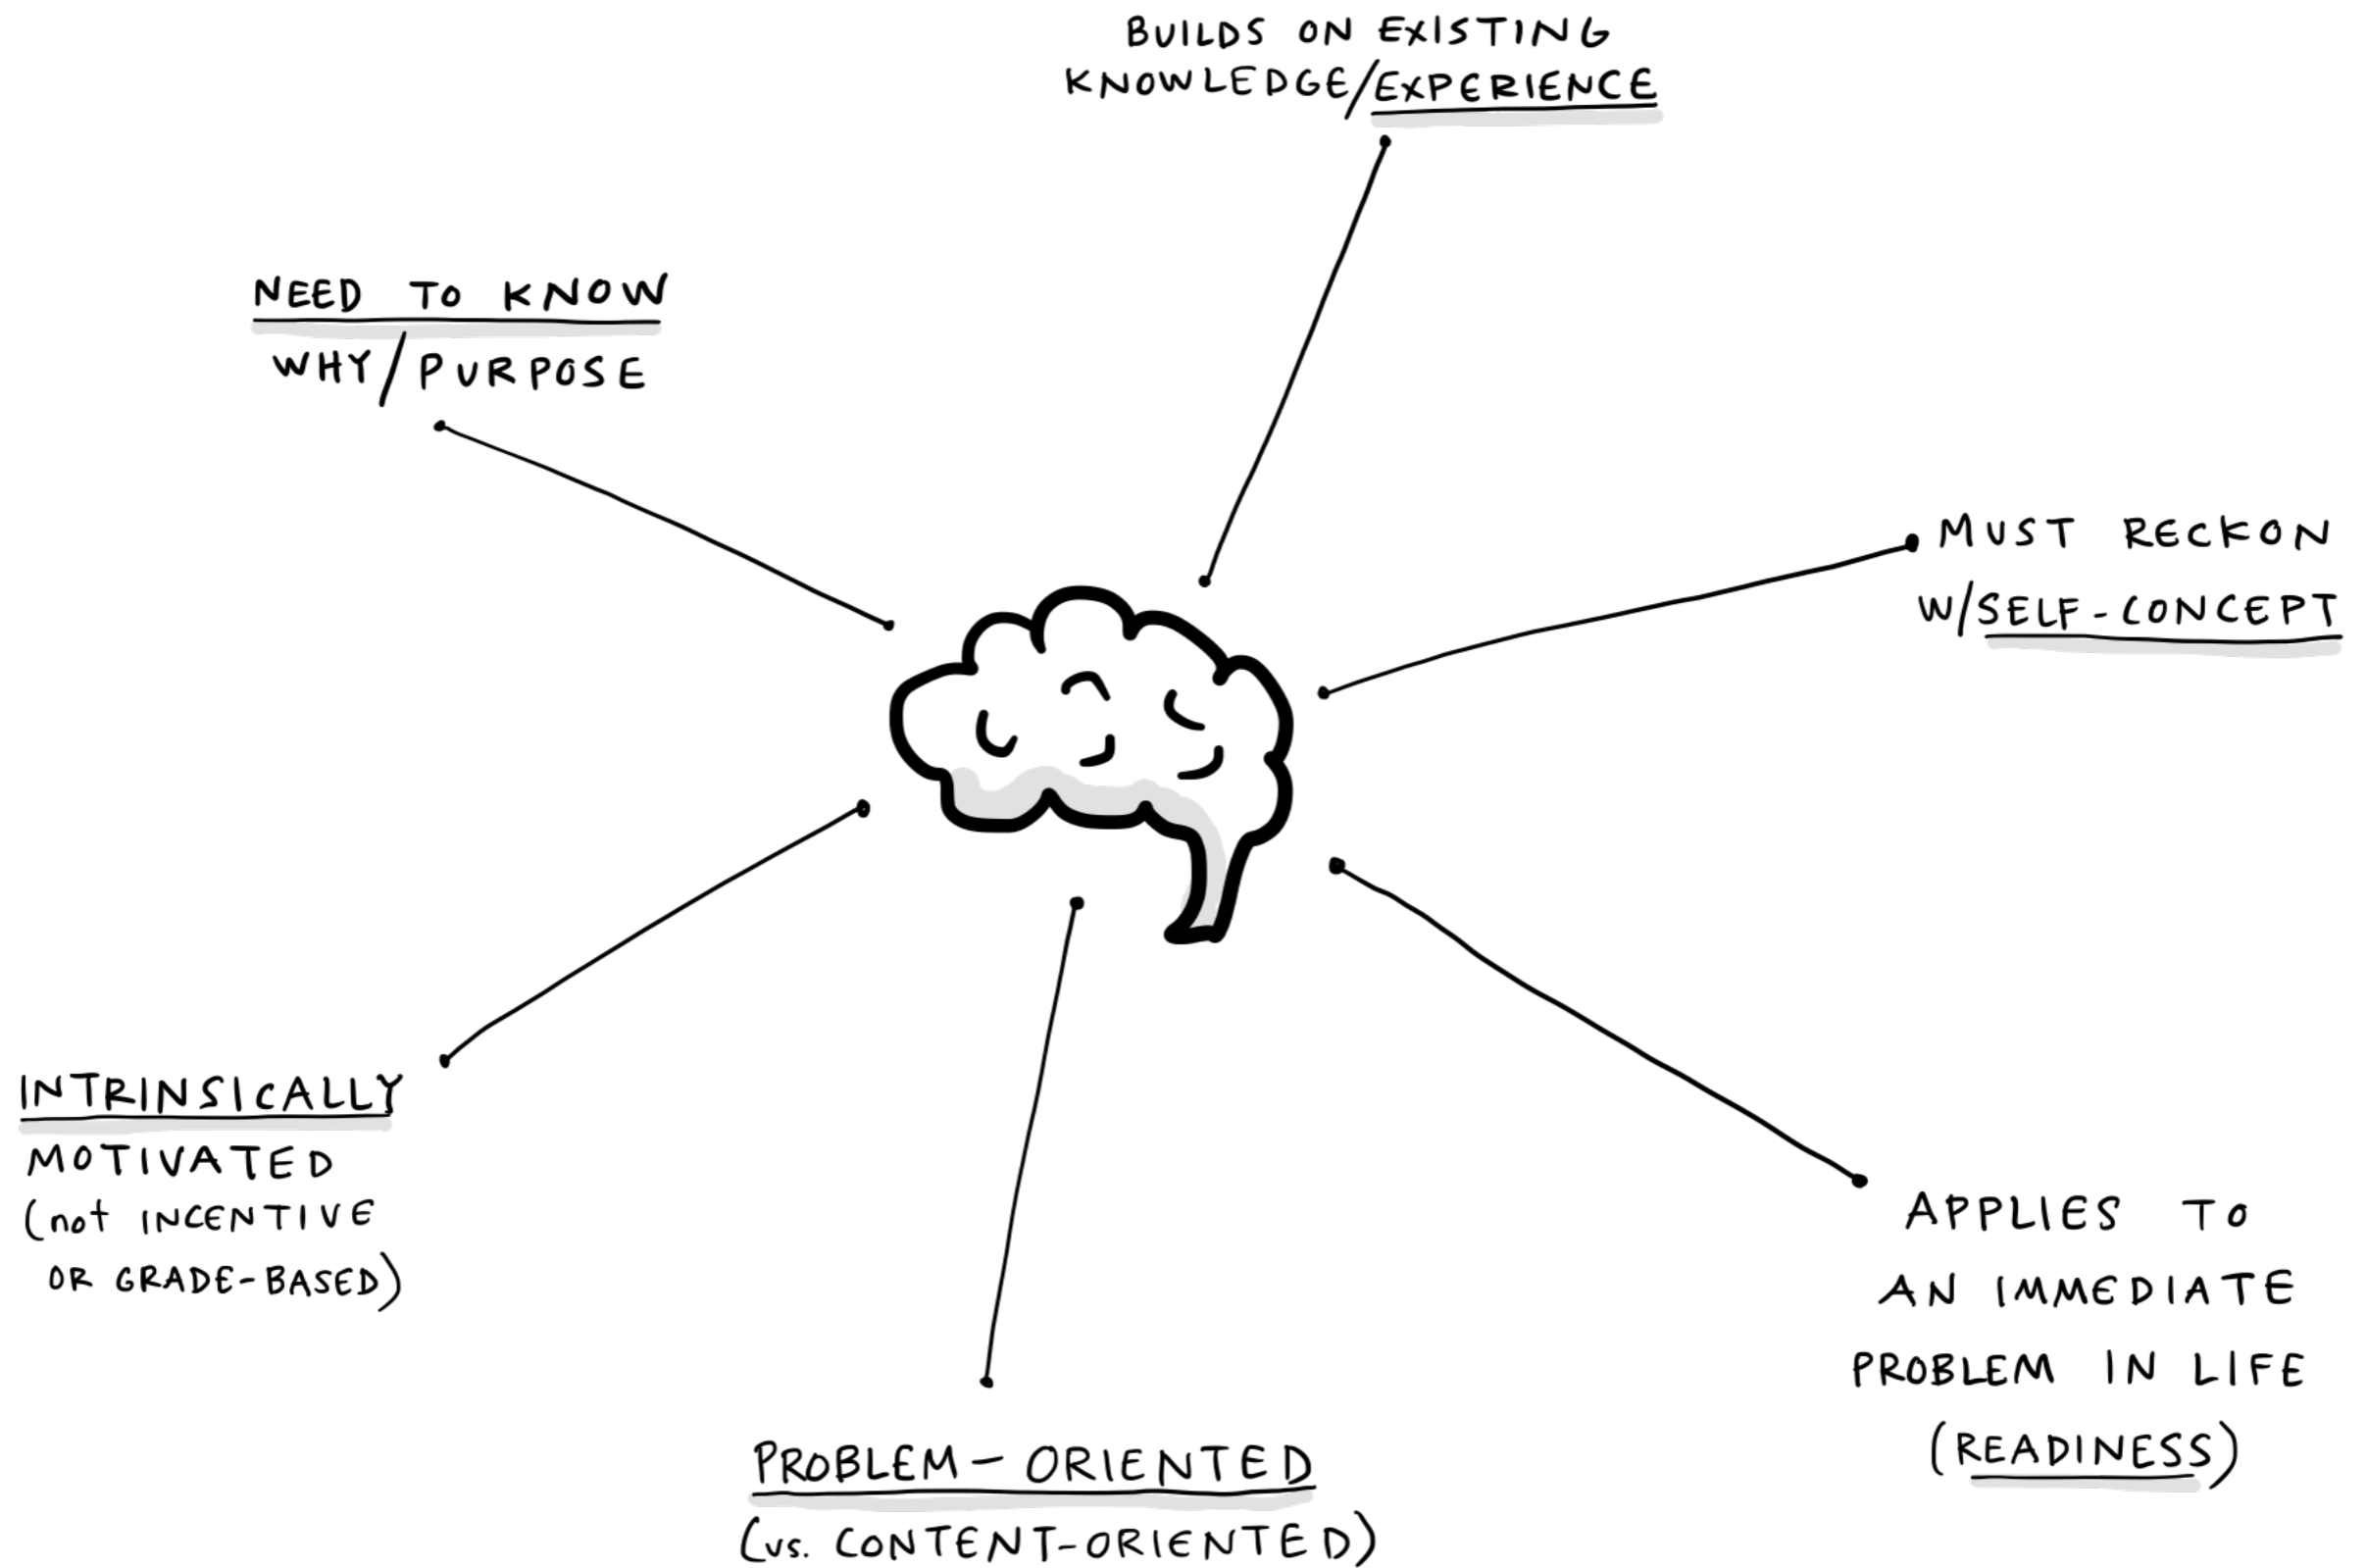 BUILDS ON EXISTING
KNOWLEDGE/EXPERIENCE
NEED TO KNOW
WHY/PURPOSE
MUST RECKON
W/SELF-CONCEPT
INTRINSICALLY
MOTIVATED
(not INCENTIVE
OR GRADE-BASED)
APPLIES TO
AN IMMEDIATE
PROBLEM IN LIFE
(READINESS)
PROBLEM-ORIENTED
(vs. CONTENT-ORIENTED)